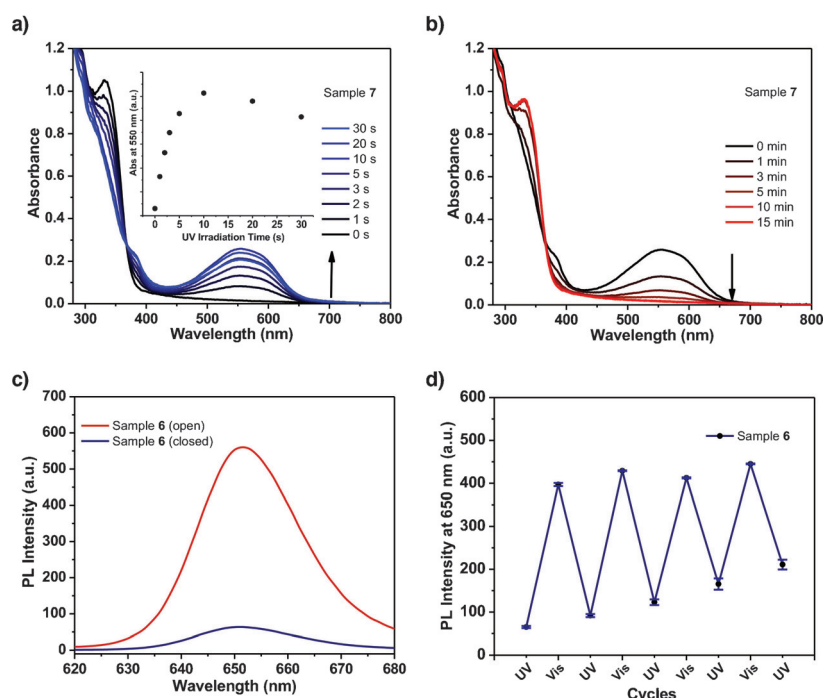 a)
Absorbance
1.2
1.0
0.8
0.6
0.4
0.2
0.0
300
400
500
600
700
800
Wavelength (nm)
Abs at 550 nm (a.u.)
0
5
10
15
20
25
30
UV Irradiation Time (s)
Sample 7
30 s
20 s
10 s
5 s
3 s
2 s
1 s
0 s
b)
Absorbance
1.2
1.0
0.8
0.6
0.4
0.2
0.0
300
400
500
600
700
800
Wavelength (nm)
Sample 7
0 min
1 min
3 min
5 min
10 min
15 min
c)
PL Intensity (a.u.)
700
600
500
400
300
200
100
0
620
630
640
650
660
670
680
Wavelength (nm)
Sample 6 (open)
Sample 6 (closed)
d)
PL Intensity at 650 nm (a.u.)
600
500
400
300
200
100
0
UV
Vis
UV
Vis
UV
Vis
UV
Vis
UV
Cycles
Sample 6